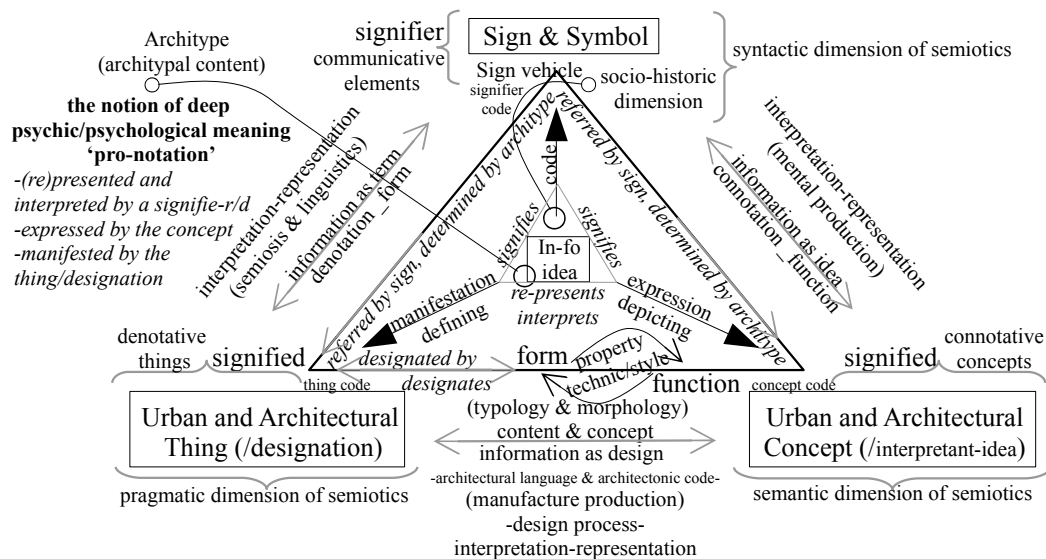 Architype
(architypal content)
the notion of deep
psychic/psychological meaning
‘pro-notation’
-(re)presented and
interpreted by a signifie-r/d
-expressed by the concept
-manifested by the
thing/designation
signifier
communicative
elements
Sign & Symbol
syntactic dimension of semiotics
Sign vehicle
signifier
code
socio-historic
dimension
interpretation-representation
(semiosis & linguistics)
information as term
denotation_form
referred by sign, determined by architype
referred by sign, determined by architype
interpretation-representation
(mental production)
information as idea
connotation_function
code
signifies
signifies
In-fo
idea
re-presents
interprets
manifestation
defining
expression
depicting
denotative
things
signified
thing code
designated by
designates
form
property
technic/style
function
concept code
signified
connotative
concepts
Urban and Architectural
Thing (/designation)
pragmatic dimension of semiotics
(typology & morphology)
content & concept
information as design
-architectural language & architectonic code-
(manufacture production)
-design process-
interpretation-representation
Urban and Architectural
Concept (/interpretant-idea)
semantic dimension of semiotics